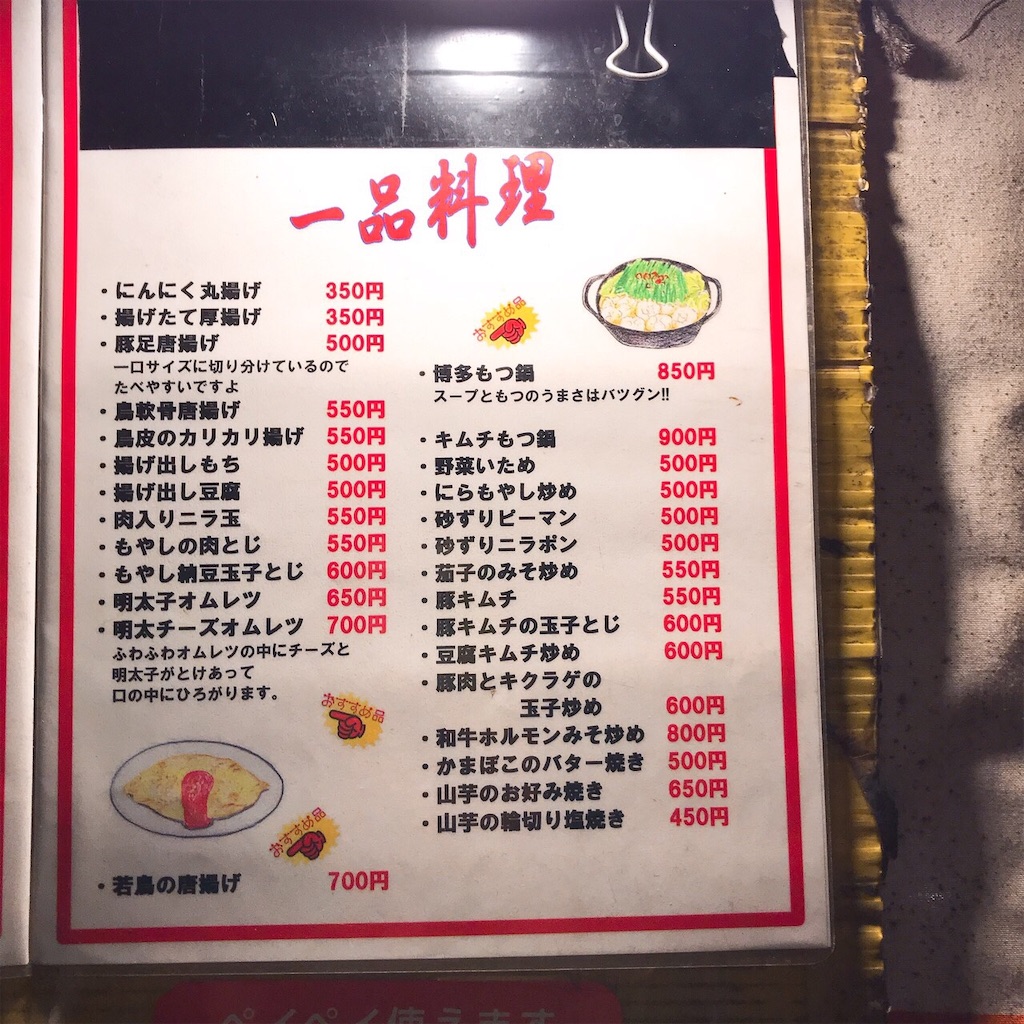 一品料理
・にんにく丸揚げ 350円
・揚げたて厚揚げ 350円
・豚足唐揚げ 500円
一口サイズに切り分けているので
たべやすいですよ
・鳥軟骨唐揚げ 550円
・鳥皮のカリカリ揚げ 550円
・揚げ出しもち 500円
・揚げ出し豆腐 500円
・肉入りニラ玉 550円
・もやしの肉とじ 550円
・もやし納豆玉子とじ 600円
・明太子オムレツ 650円
・明太チーズオムレツ 700円
ふわふわオムレツの中にチーズと
明太子がとけあって
口の中にひろがります。
おすすめ品
おすすめ品
・若鳥の唐揚げ 700円
おすすめ品
・博多もつ鍋 850円
スープともつのうまさはバツグン!!
・キムチもつ鍋 900円
・野菜いため 500円
・にらもやし炒め 500円
・砂ずりピーマン 500円
・砂ずりニラポン 500円
・茄子のみそ炒め 550円
・豚キムチ 550円
・豚キムチの玉子とじ 600円
・豆腐キムチ炒め 600円
・豚肉とキクラゲの
玉子炒め 600円
・和牛ホルモンみそ炒め 800円
・かまぼこのバター焼き 500円
・山芋のお好み焼き 650円
・山芋の輪切り塩焼き 450円
ペイペイ使えます